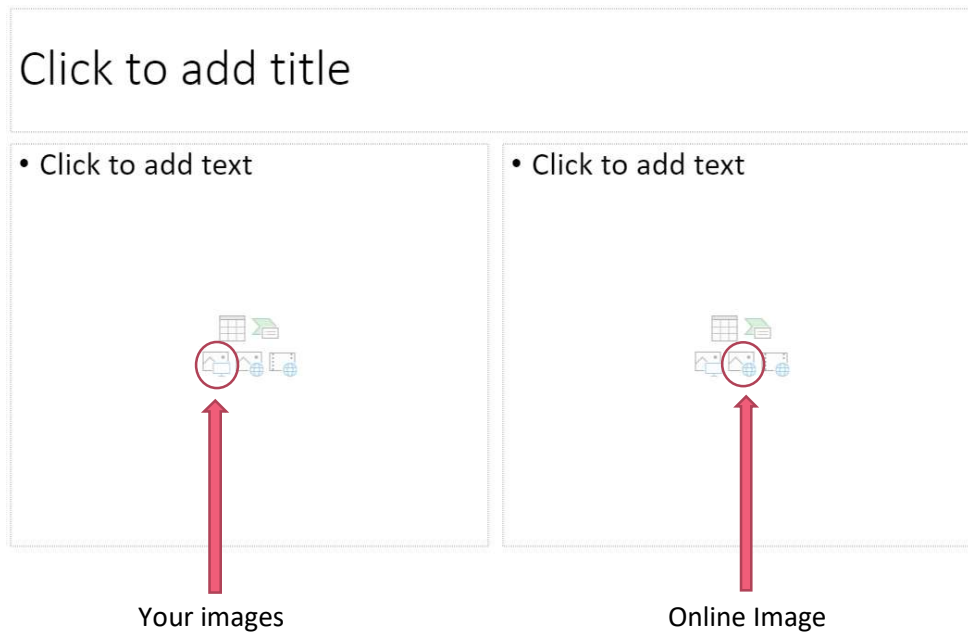 Click to add title
• Click to add text
• Click to add text
Your images
Online Image